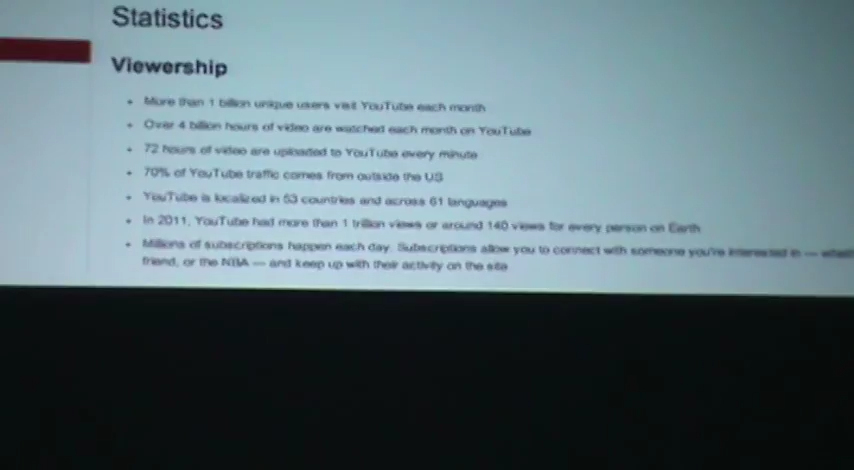 Statistics
Viewership
• More than 1 billion unique users visit YouTube each month
• Over 4 billion hours of video are watched each month on YouTube
• 72 hours of video are uploaded to YouTube every minute
• 70% of YouTube traffic comes from outside the US
• YouTube is localized in 53 countries and across 61 languages
• In 2011, YouTube had more than 1 trillion views or around 140 views for every person on Earth
• Millions of subscriptions happen each day. Subscriptions allow you to connect with someone you're interested in —
friend, or the NBA — and keep up with their activity on the site